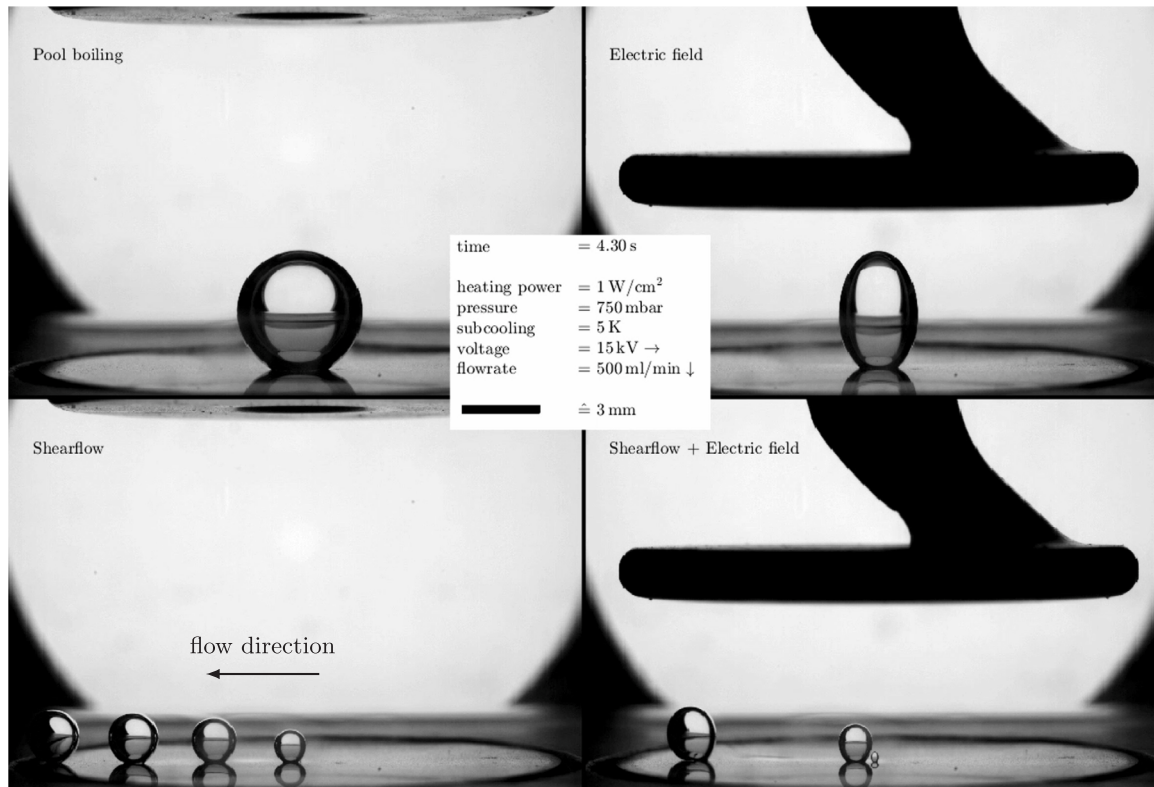 Pool boiling
Electric field
time = 4.30 s
heating power = 1 W/cm²
pressure = 750 mbar
subcooling = 5 K
voltage = 15 kV →
flowrate = 500 ml/min ↓
≙ 3 mm
Shearflow
Shearflow + Electric field
flow direction